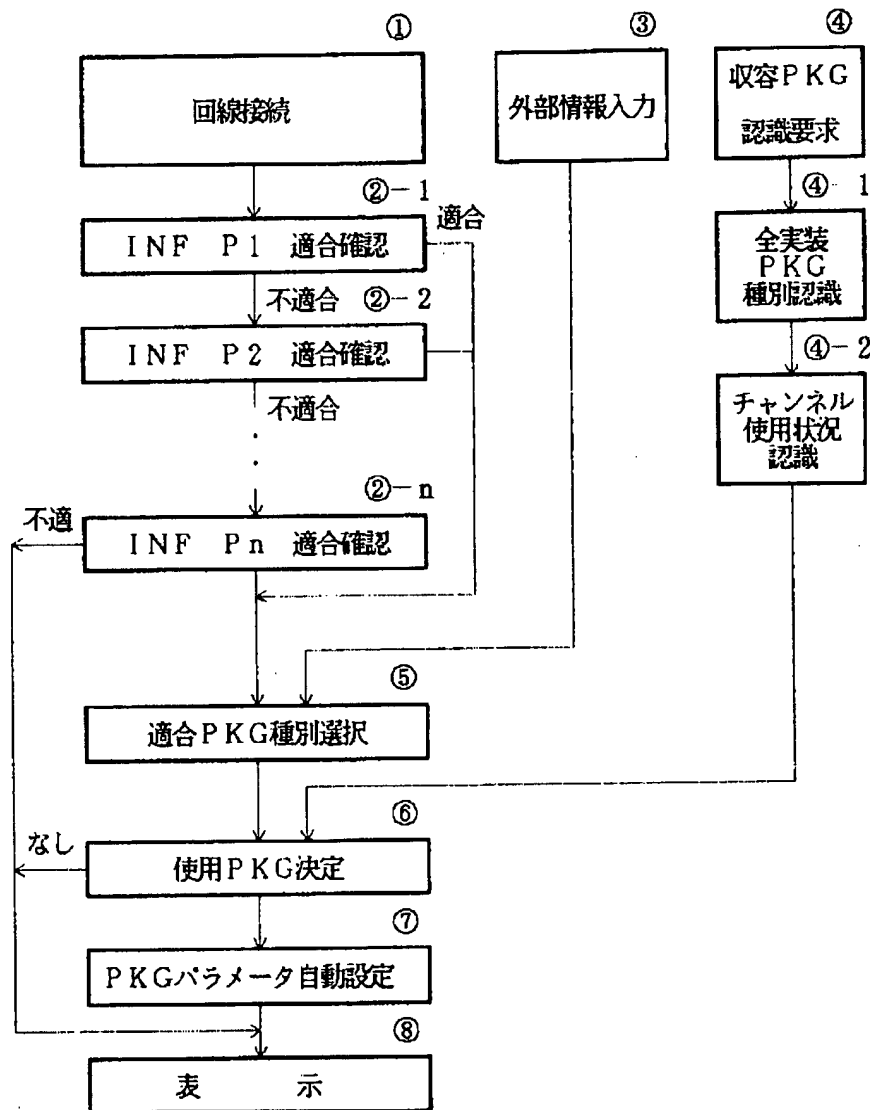 ①
回線接続
③
外部情報入力
④
収容ＰＫＧ
認識要求
②－1
ＩＮＦ　Ｐ1　適合確認
適合
④－1
全実装
ＰＫＧ
種別認識
不適合
②－2
ＩＮＦ　Ｐ2　適合確認
不適合
④－2
チャンネル
使用状況
認識
②－n
不適
ＩＮＦ　Ｐn　適合確認
⑤
適合ＰＫＧ種別選択
⑥
なし
使用ＰＫＧ決定
⑦
ＰＫＧパラメータ自動設定
⑧
表　　示